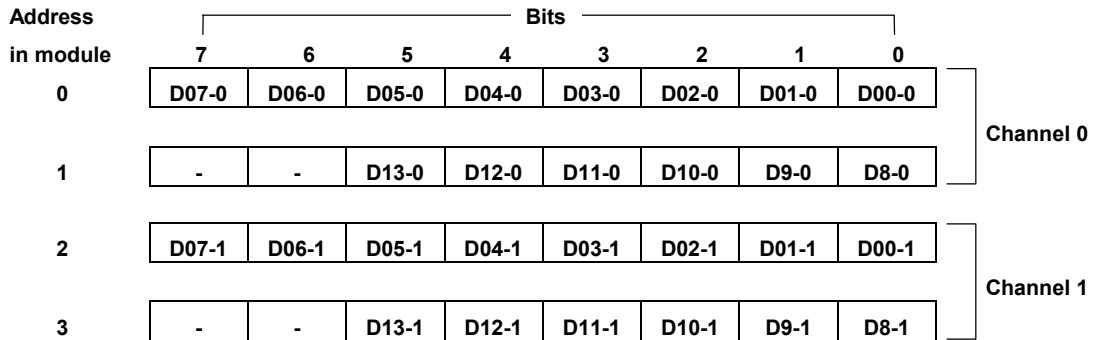 Address Bits
in module 7 6 5 4 3 2 1 0
0 D07-0 D06-0 D05-0 D04-0 D03-0 D02-0 D01-0 D00-0
Channel 0
1 - - D13-0 D12-0 D11-0 D10-0 D9-0 D8-0
2 D07-1 D06-1 D05-1 D04-1 D03-1 D02-1 D01-1 D00-1
Channel 1
3 - - D13-1 D12-1 D11-1 D10-1 D9-1 D8-1